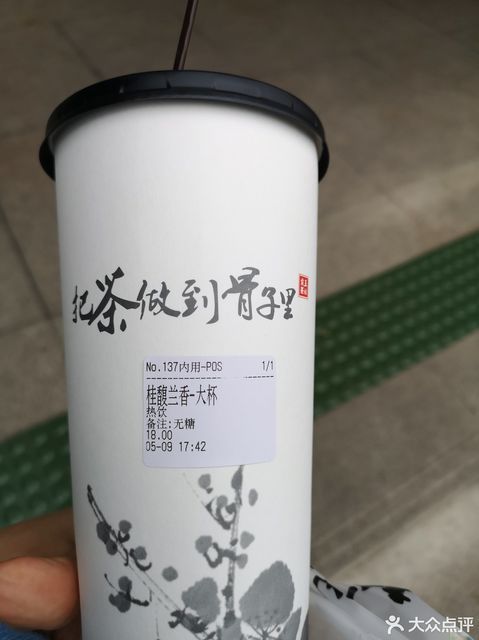 把茶做到骨子里
No.137内用-POS 1/1
桂馥兰香-大杯
热饮
备注:无糖
18.00
05-09 17:42
大众点评